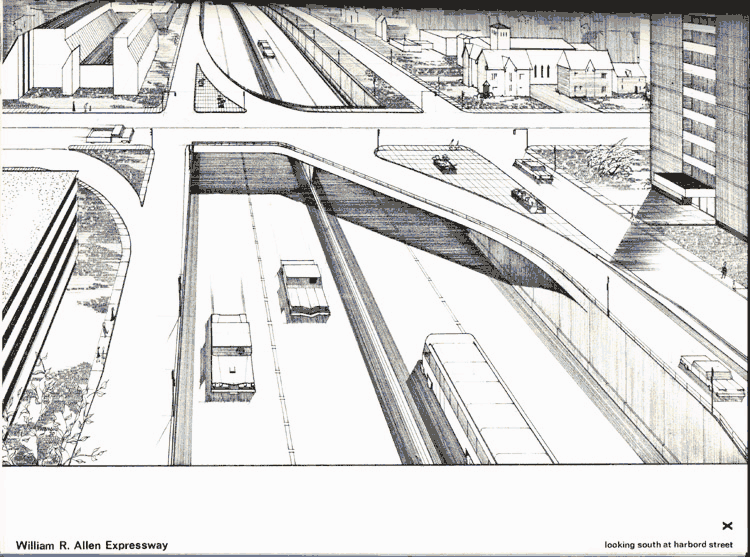 X
William R. Allen Expressway
looking south at harbord street